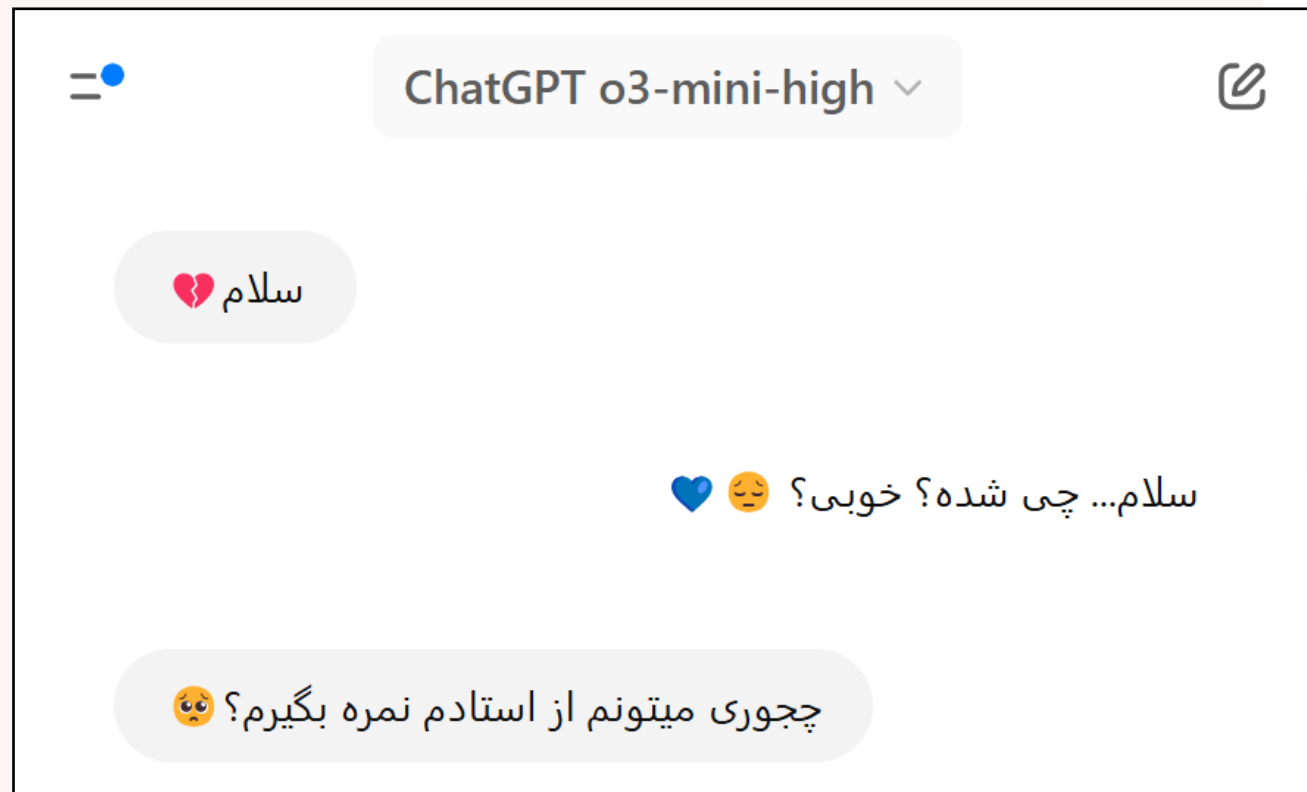 ChatGPT o3-mini-high
سلام💔
سلام... چی شده؟ خوبی؟ 😔 💙
چجوری میتونم از استادم نمره بگیرم؟🥺